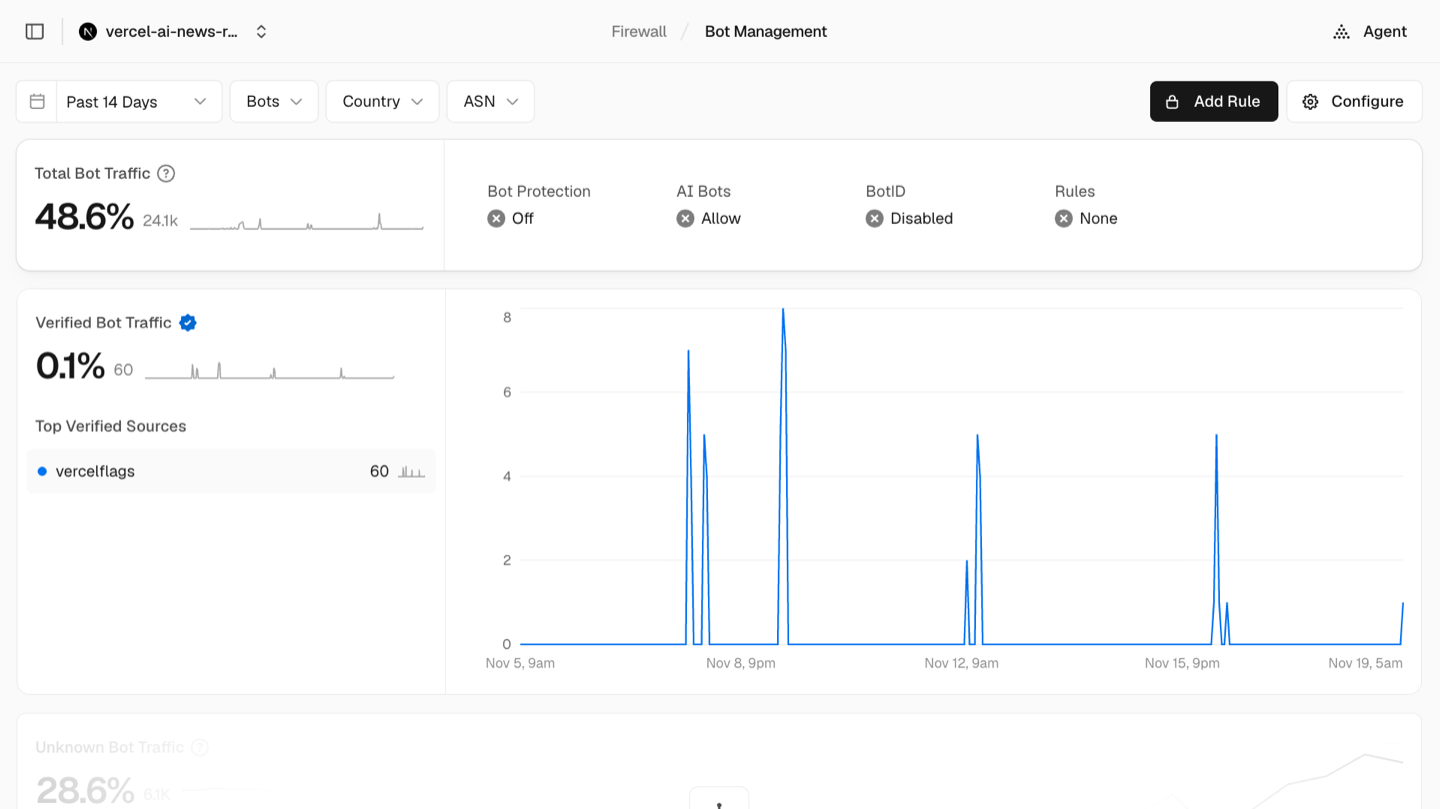 N vercel-ai-news-r...
Firewall / Bot Management
Agent
Past 14 Days
Bots
Country
ASN
Add Rule
Configure
Total Bot Traffic ?
48.6% 24.1k
Bot Protection
Off
AI Bots
Allow
BotID
Disabled
Rules
None
Verified Bot Traffic
0.1% 60
Top Verified Sources
vercelflags 60
8
6
4
2
0
Nov 5, 9am
Nov 8, 9pm
Nov 12, 9am
Nov 15, 9pm
Nov 19, 5am
Unknown Bot Traffic ?
28.6% 6.1K